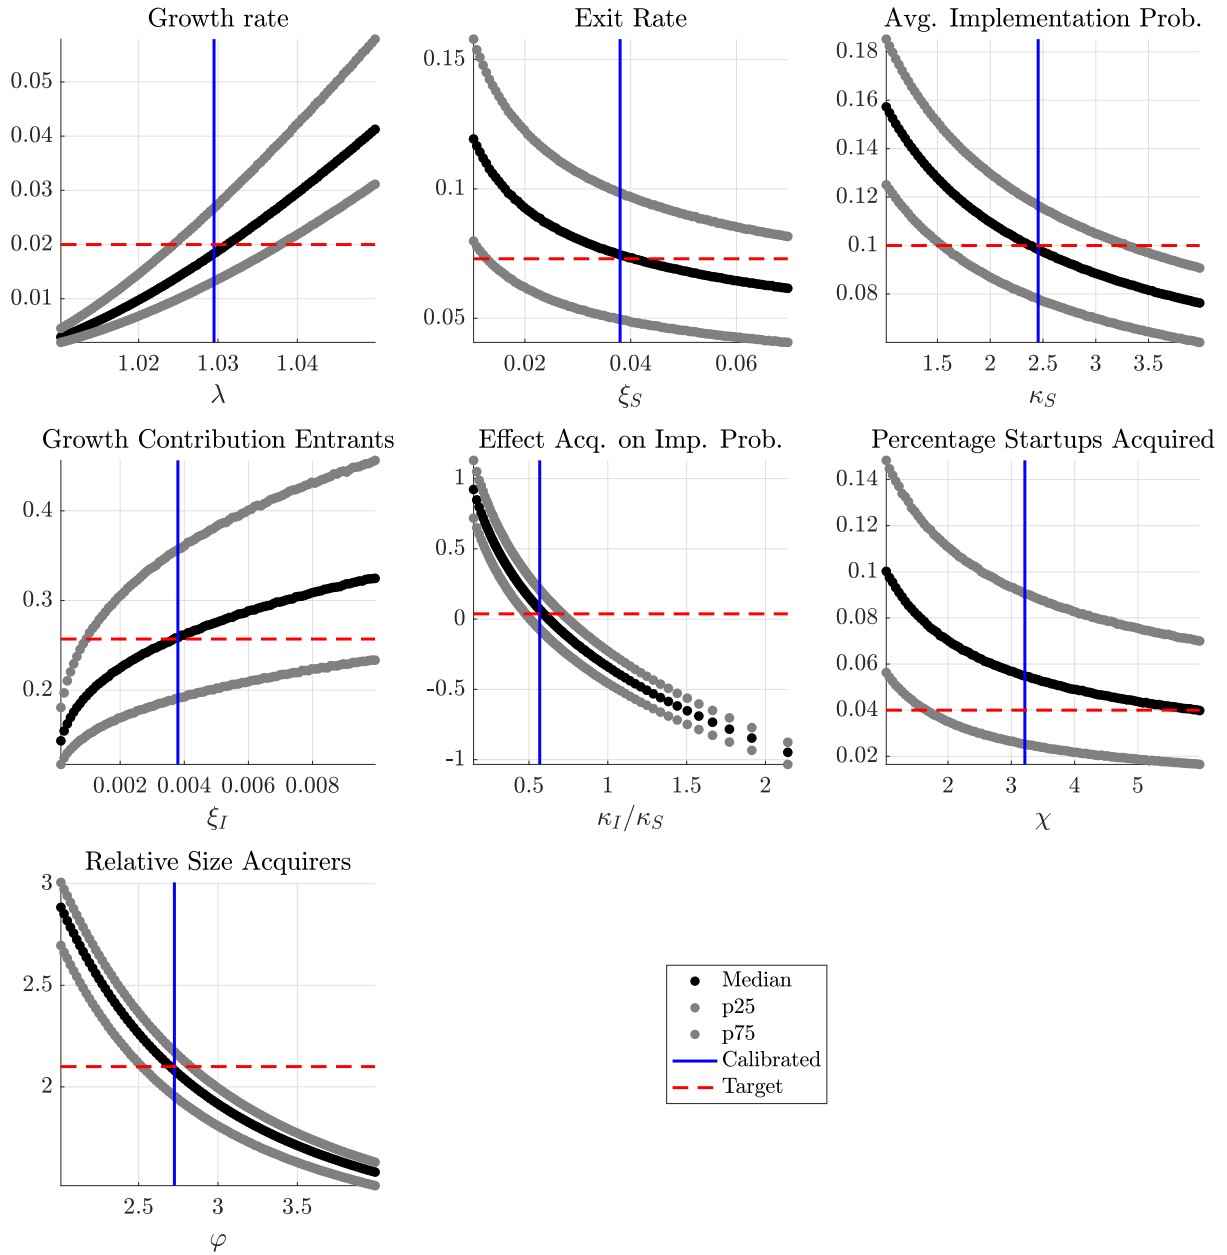 Growth rate
0.05
0.04
0.03
0.02
0.01
1.02 1.03 1.04
λ
Exit Rate
0.15
0.1
0.05
0.02 0.04 0.06
ξ_S
Avg. Implementation Prob.
0.18
0.16
0.14
0.12
0.1
0.08
1.5 2 2.5 3 3.5
κ_S
Growth Contribution Entrants
0.4
0.3
0.2
0.002 0.004 0.006 0.008
ξ_I
Effect Acq. on Imp. Prob.
1
0.5
0
-0.5
-1
0.5 1 1.5 2
κ_I/κ_S
Percentage Startups Acquired
0.14
0.12
0.1
0.08
0.06
0.04
0.02
2 3 4 5
χ
Relative Size Acquirers
3
2.5
2
2.5 3 3.5
φ
Median
p25
p75
Calibrated
Target